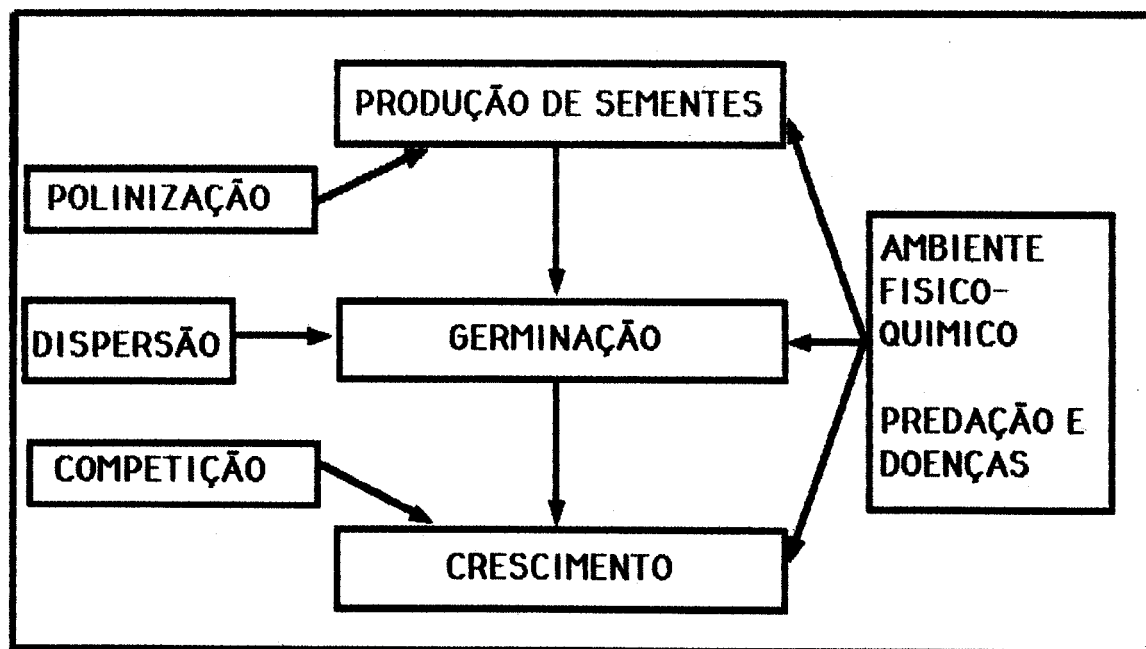 PRODUÇÃO DE SEMENTES
POLINIZAÇÃO
AMBIENTE
FISICO-
QUIMICO
PREDAÇÃO E
DOENÇAS
DISPERSÃO
GERMINAÇÃO
COMPETIÇÃO
CRESCIMENTO